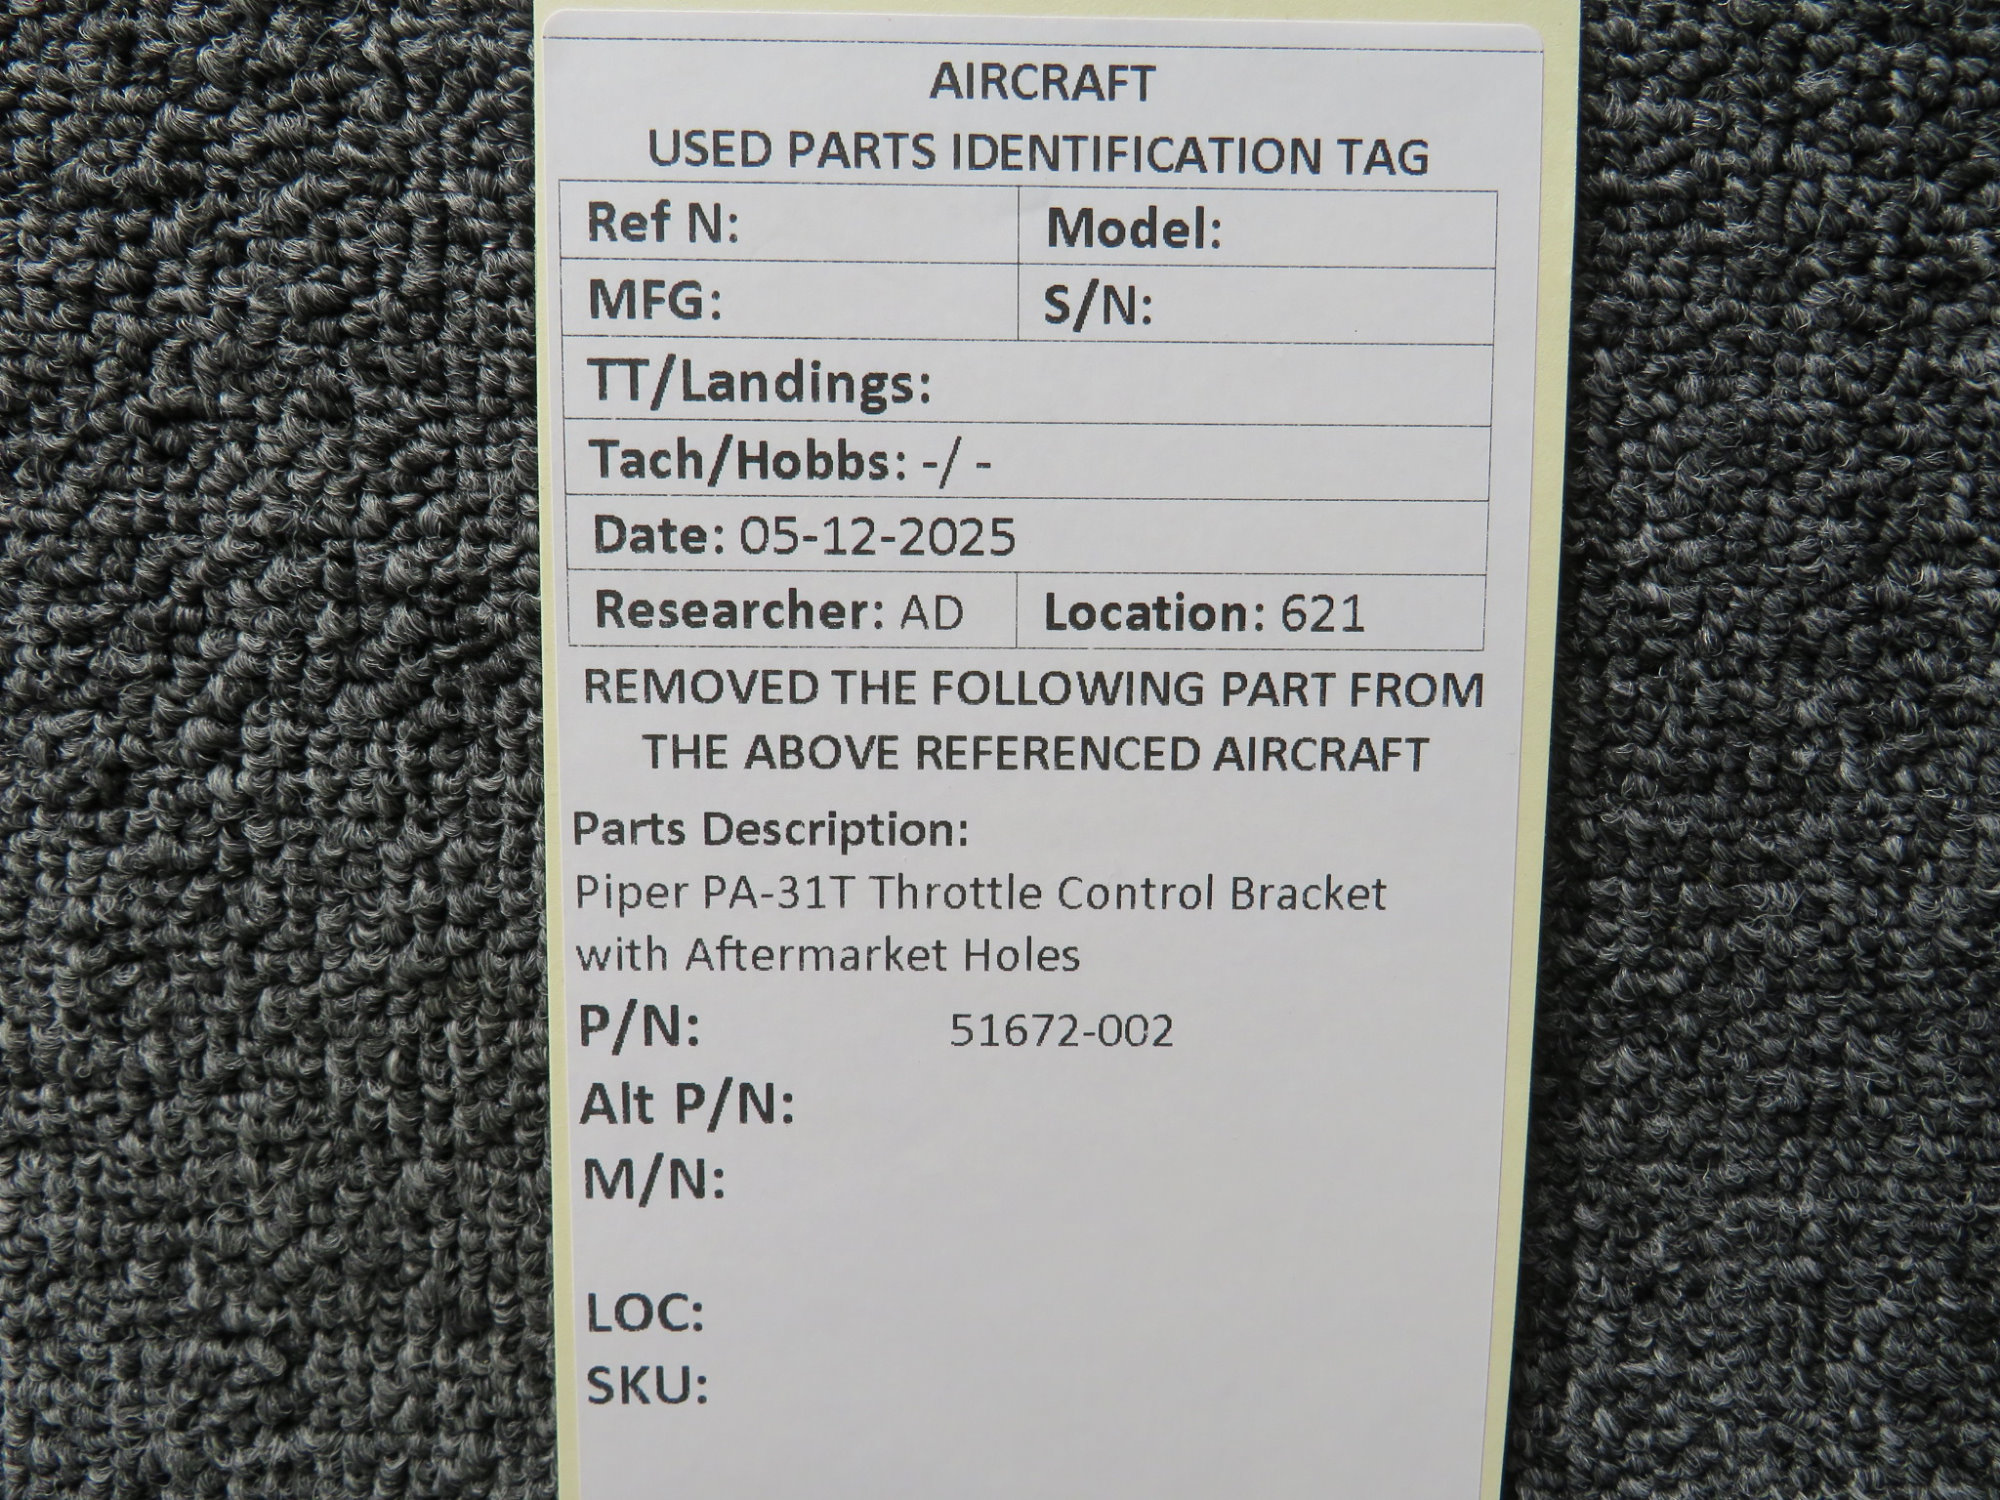 AIRCRAFT
USED PARTS IDENTIFICATION TAG
Ref N: Model:
MFG: S/N:
TT/Landings:
Tach/Hobbs: -/ -
Date: 05-12-2025
Researcher: AD Location: 621
REMOVED THE FOLLOWING PART FROM
THE ABOVE REFERENCED AIRCRAFT
Parts Description:
Piper PA-31T Throttle Control Bracket
with Aftermarket Holes
P/N: 51672-002
Alt P/N:
M/N:
LOC:
SKU: